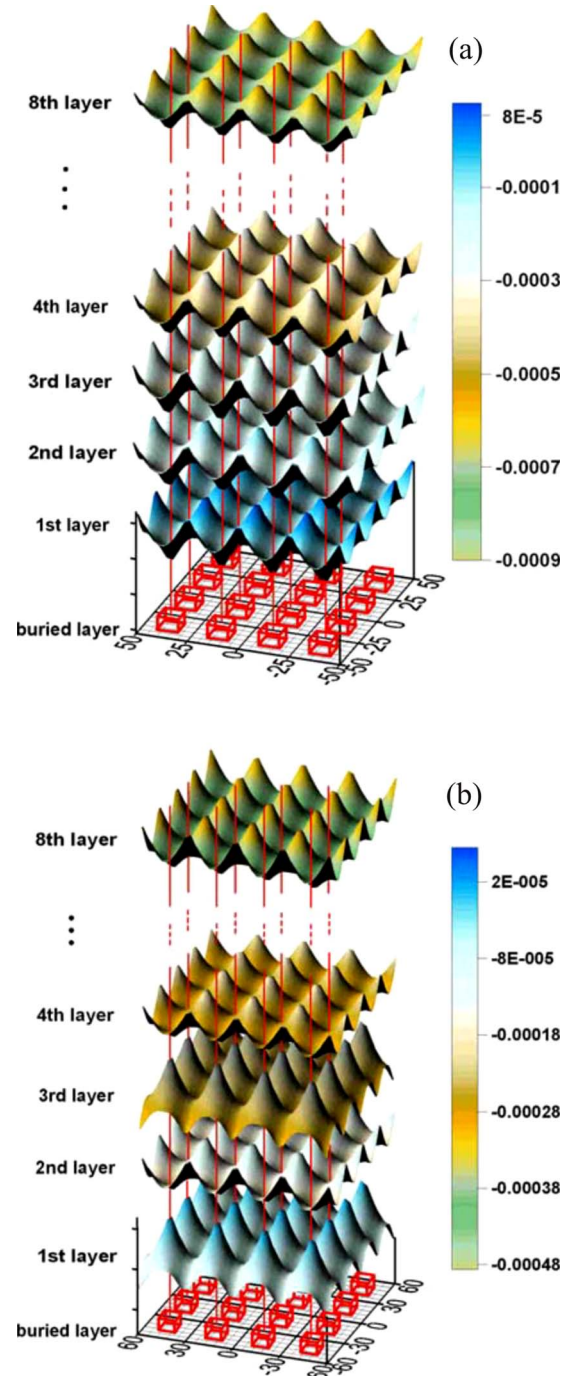 (a)
8th layer
4th layer
3rd layer
2nd layer
1st layer
buried layer
50
25
0
-25
-50
-50
-25
0
25
50
8E-5
-0.0001
-0.0003
-0.0005
-0.0007
-0.0009
(b)
8th layer
4th layer
3rd layer
2nd layer
1st layer
buried layer
60
30
0
-30
-60
-60
-30
0
30
60
2E-005
-8E-005
-0.00018
-0.00028
-0.00038
-0.00048